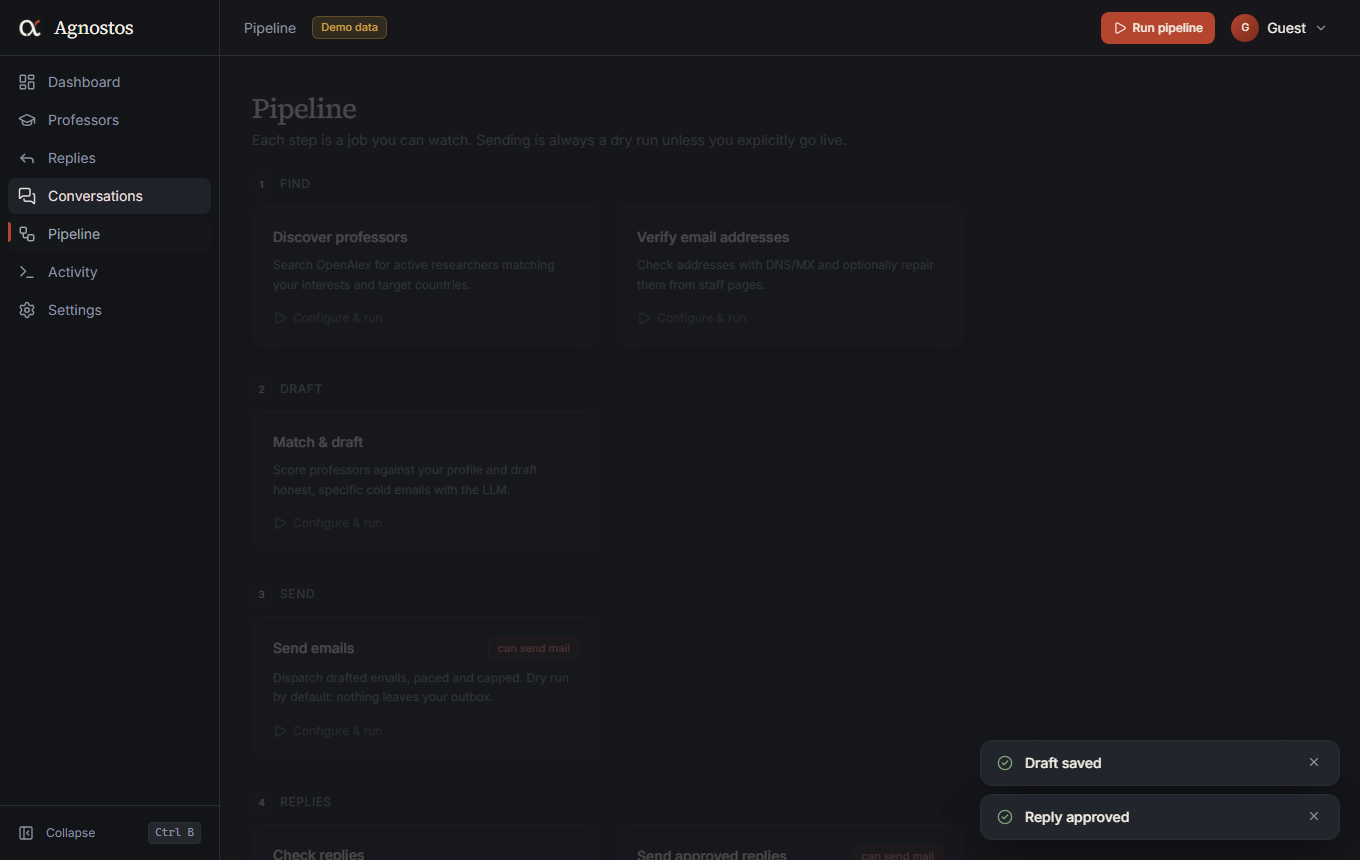 Agnostos
Pipeline
Demo data
Run pipeline
G
Guest
Dashboard
Professors
Replies
Conversations
Pipeline
Activity
Settings
Collapse
Ctrl B
Pipeline
Each step is a job you can watch. Sending is always a dry run unless you explicitly go live.
1 FIND
Discover professors
Search OpenAlex for active researchers matching
your interests and target countries.
Configure & run
Verify email addresses
Check addresses with DNS/MX and optionally repair
them from staff pages.
Configure & run
2 DRAFT
Match & draft
Score professors against your profile and draft
honest, specific cold emails with the LLM.
Configure & run
3 SEND
Send emails
can send mail
Dispatch drafted emails, paced and capped. Dry run
by default: nothing leaves your outbox.
Configure & run
4 REPLIES
Check replies
Send approved replies
can send mail
Draft saved
Reply approved